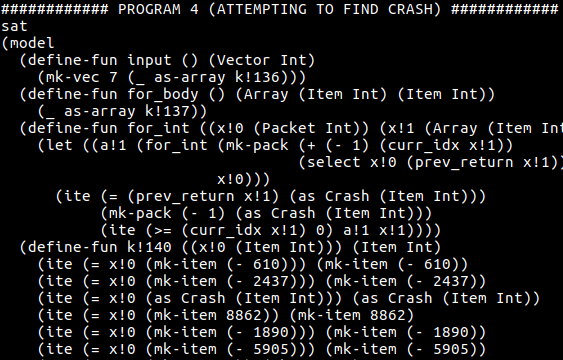 ############ PROGRAM 4 (ATTEMPTING TO FIND CRASH) ############
sat
(model
  (define-fun input () (Vector Int)
    (mk-vec 7 (_ as-array k!136)))
  (define-fun for_body () (Array (Item Int) (Item Int))
    (_ as-array k!137))
  (define-fun for_int ((x!0 (Packet Int)) (x!1 (Array (Item Int
    (let ((a!1 (for_int (mk-pack (+ (- 1) (curr_idx x!1))
                                 (select x!0 (prev_return x!1))
                        x!0)))
      (ite (= (prev_return x!1) (as Crash (Item Int)))
           (mk-pack (- 1) (as Crash (Item Int)))
           (ite (>= (curr_idx x!1) 0) a!1 x!1))))
  (define-fun k!140 ((x!0 (Item Int))) (Item Int)
    (ite (= x!0 (mk-item (- 610))) (mk-item (- 610))
    (ite (= x!0 (mk-item (- 2437))) (mk-item (- 2437))
    (ite (= x!0 (as Crash (Item Int))) (as Crash (Item Int))
    (ite (= x!0 (mk-item 8862)) (mk-item 8862)
    (ite (= x!0 (mk-item (- 1890))) (mk-item (- 1890))
    (ite (= x!0 (mk-item (- 5905))) (mk-item (- 5905))